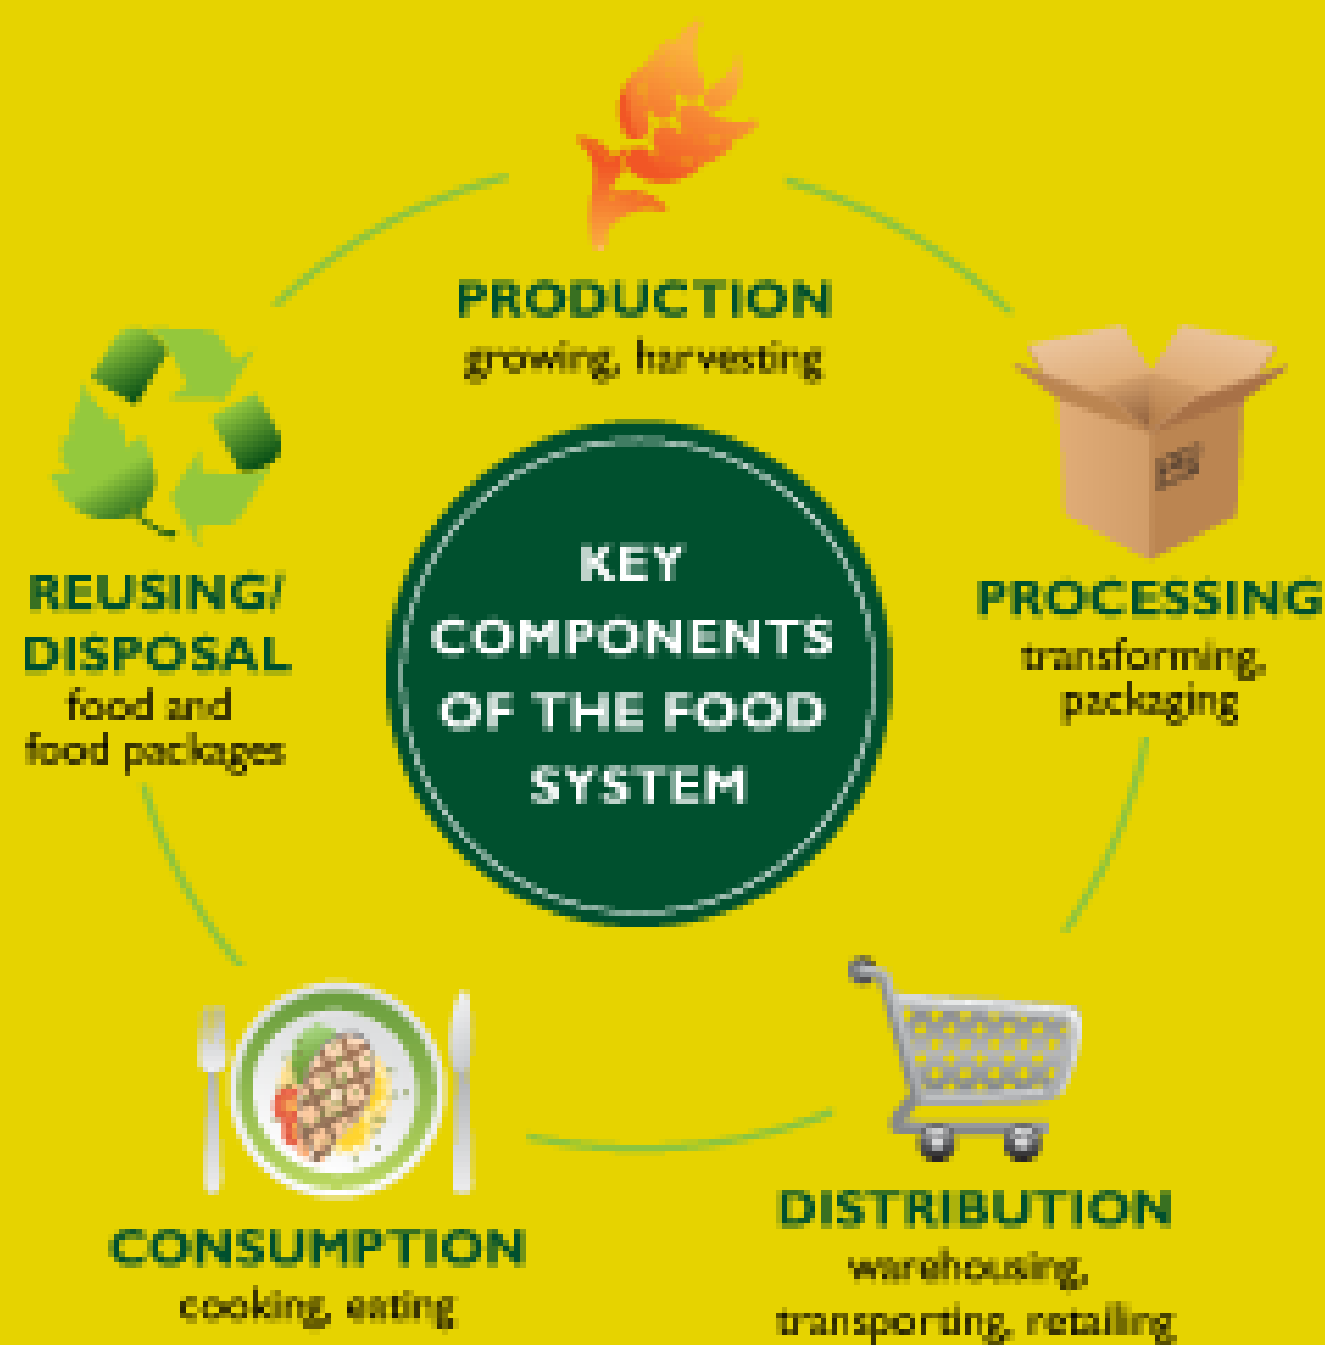 PRODUCTION
growing, harvesting
PROCESSING
transforming,
packaging
DISTRIBUTION
warehousing,
transporting, retailing
CONSUMPTION
cooking, eating
REUSING/
DISPOSAL
food and
food packages
KEY
COMPONENTS
OF THE FOOD
SYSTEM